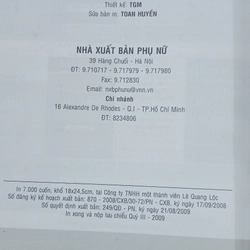 Thiết kế: TGM
Sửa bản in: TOAN HUYỀN
NHÀ XUẤT BẢN PHỤ NỮ
39 Hàng Chuối - Hà Nội
ĐT: 9.710717 - 9.717979 - 9.717980
Fax: 9.712830
Email: nxbphunu@vnn.vn
Chi nhánh
16 Alexandre De Rhodes - Q.I - TP.Hồ Chí Minh
ĐT: 8234806
In 7.000 cuốn, khổ 18x24,5cm, tại Công ty TNHH một thành viên Lê Quang Lộc
Số đăng ký kế hoạch xuất bản: 870 - 2008/CXB/30-72/PN - CXB, ký ngày 17/09/2008
Số quyết định xuất bản: 249/QĐ - PN, ký ngày 21/08/2009
In xong và nộp lưu chiểu Quý III - 2009